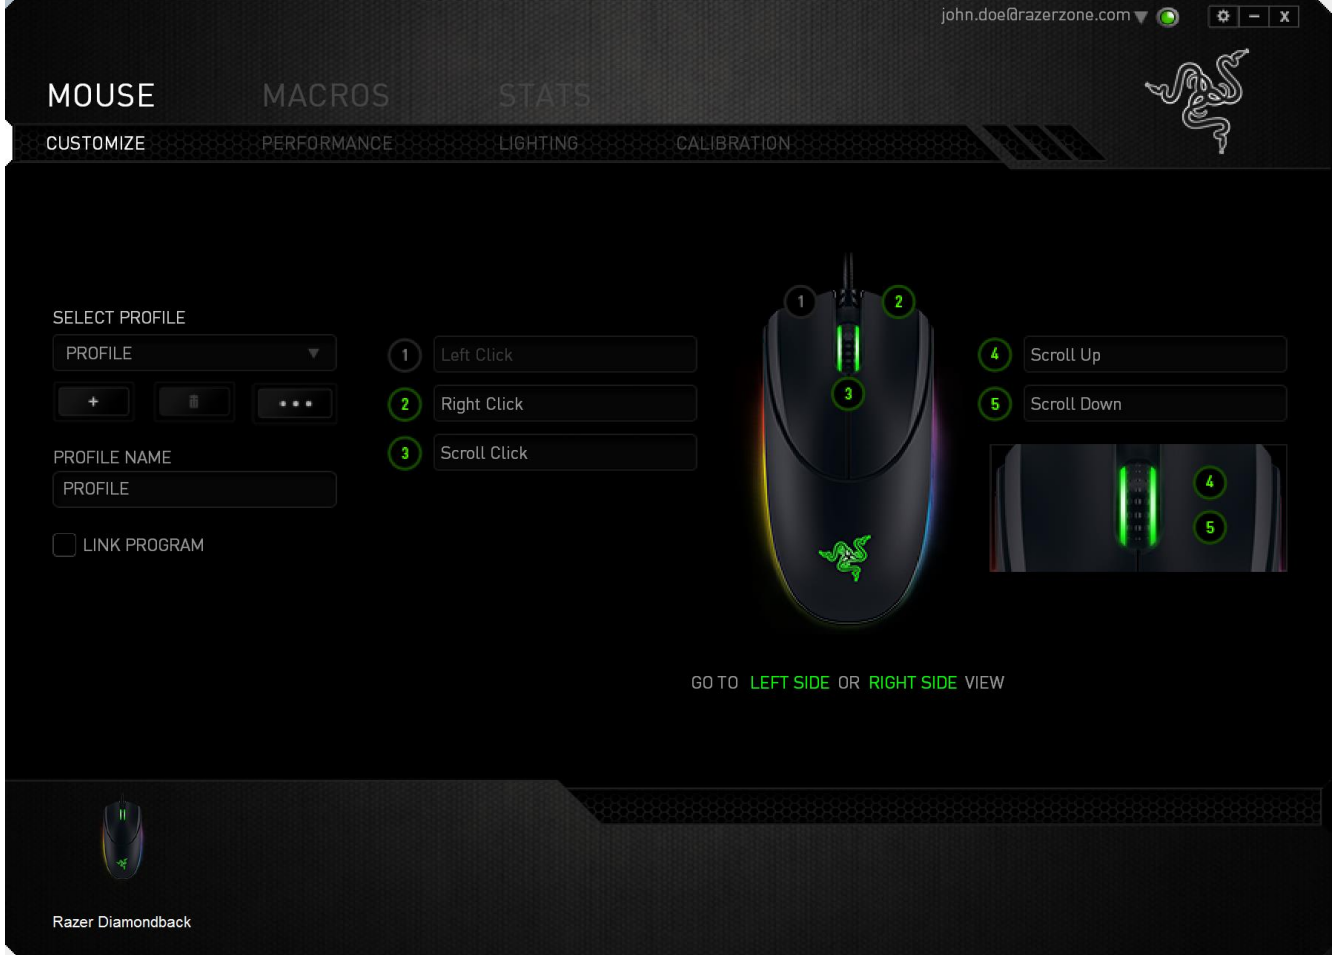 john.doe@razerzone.com
X
MOUSE MACROS STATS
CUSTOMIZE PERFORMANCE LIGHTING CALIBRATION
SELECT PROFILE
PROFILE
+
PROFILE NAME
PROFILE
LINK PROGRAM
1 Left Click
2 Right Click
3 Scroll Click
1
2
3
4 Scroll Up
5 Scroll Down
4
5
GO TO LEFT SIDE OR RIGHT SIDE VIEW
Razer Diamondback